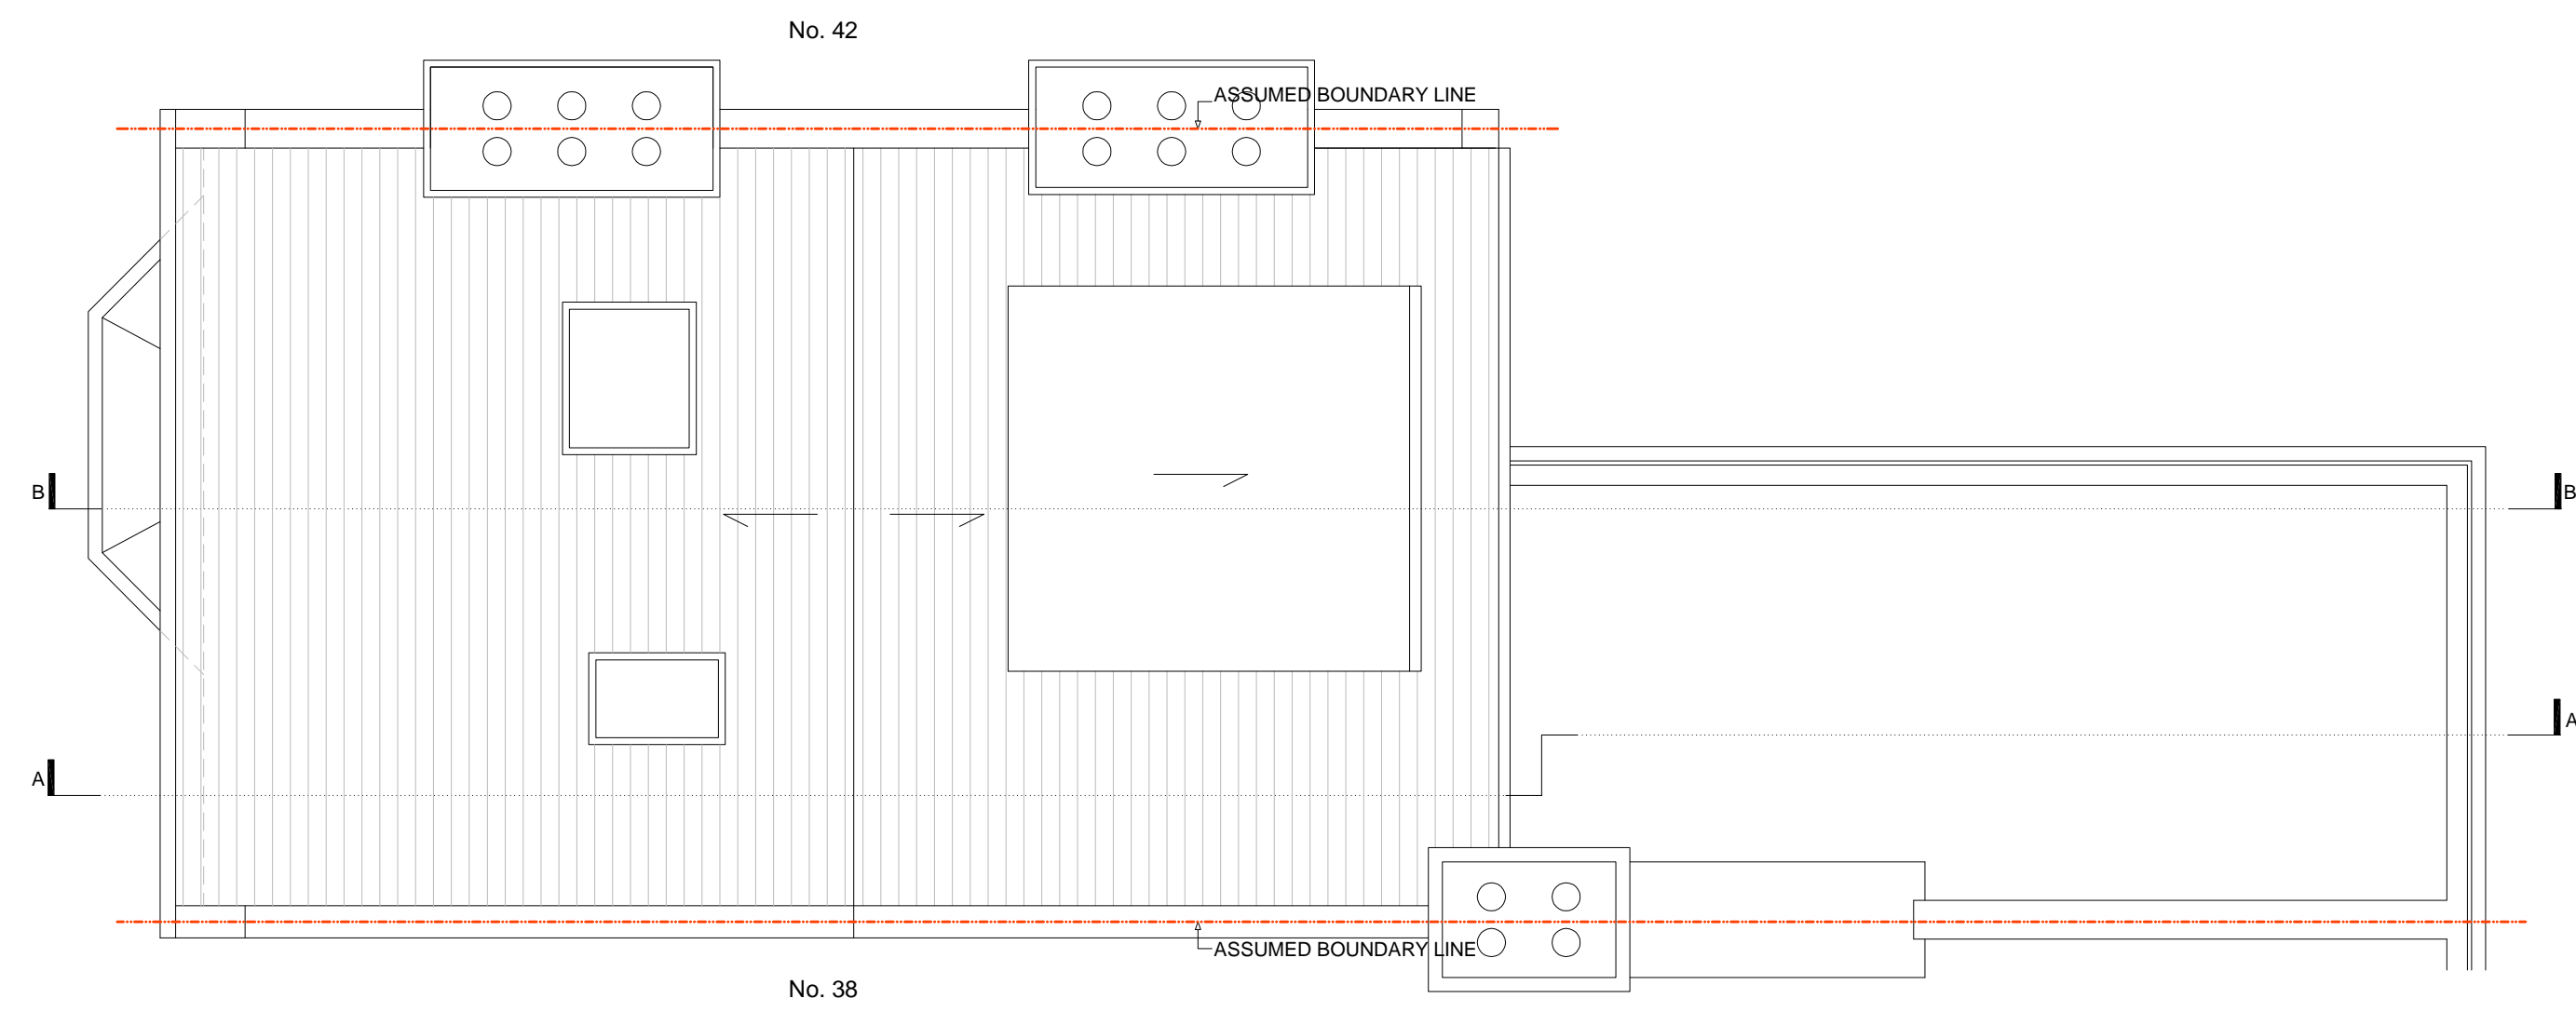 No. 42
ASSUMED BOUNDARY LINE
B
B
A
A
ASSUMED BOUNDARY LINE
No. 38